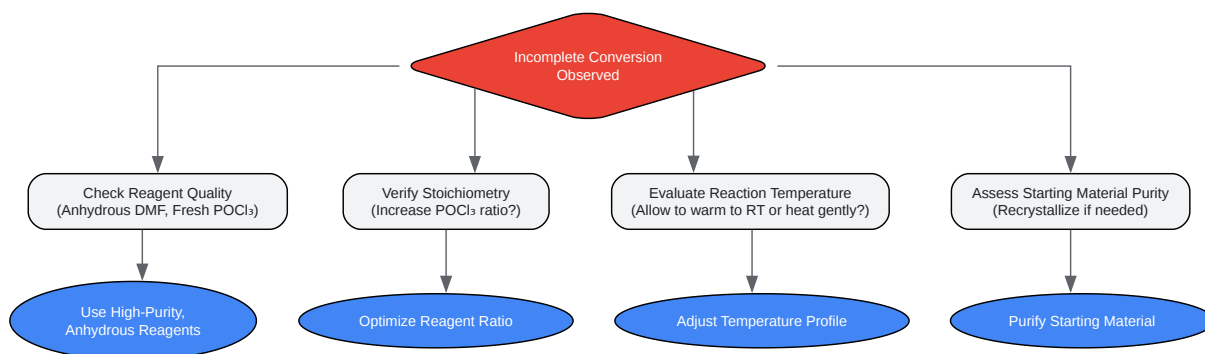 Incomplete Conversion
Observed
Check Reagent Quality
(Anhydrous DMF, Fresh POCl₃)
Verify Stoichiometry
(Increase POCl₃ ratio?)
Evaluate Reaction Temperature
(Allow to warm to RT or heat gently?)
Assess Starting Material Purity
(Recrystallize if needed)
Use High-Purity,
Anhydrous Reagents
Optimize Reagent Ratio
Adjust Temperature Profile
Purify Starting Material